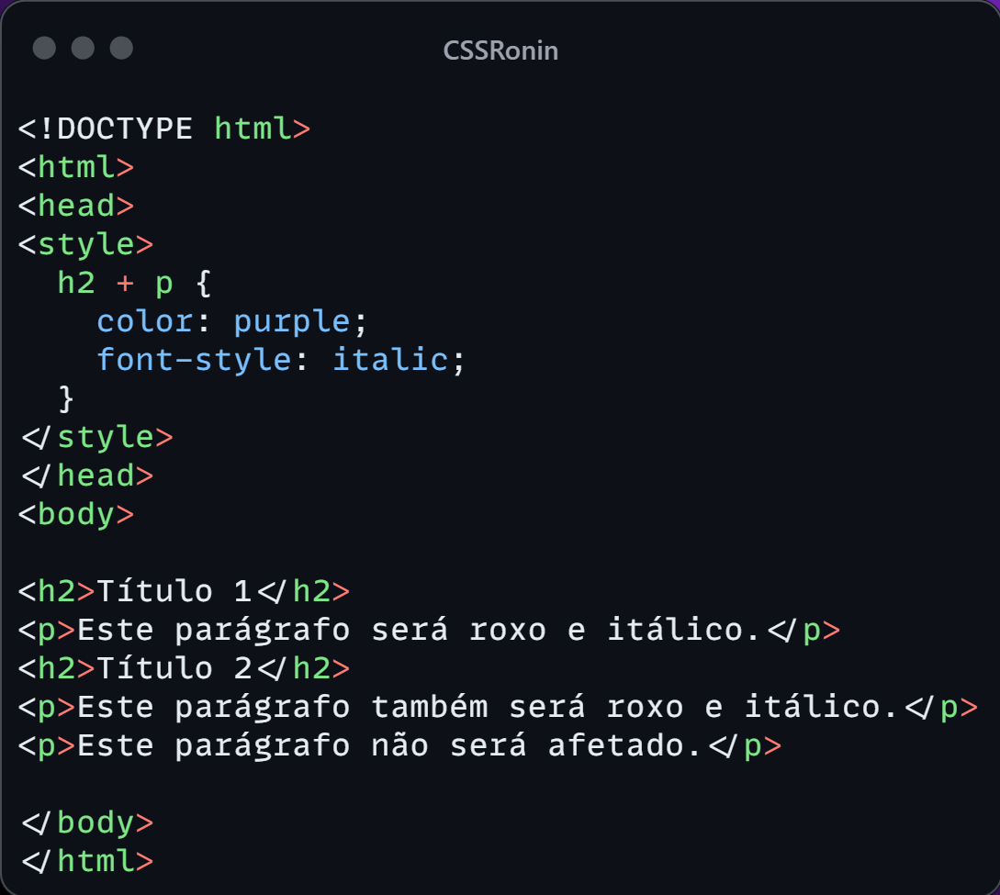 CSSRonin
<!DOCTYPE html>
<html>
<head>
<style>
  h2 + p {
    color: purple;
    font-style: italic;
  }
</style>
</head>
<body>

<h2>Título 1</h2>
<p>Este parágrafo será roxo e itálico.</p>
<h2>Título 2</h2>
<p>Este parágrafo também será roxo e itálico.</p>
<p>Este parágrafo não será afetado.</p>

</body>
</html>